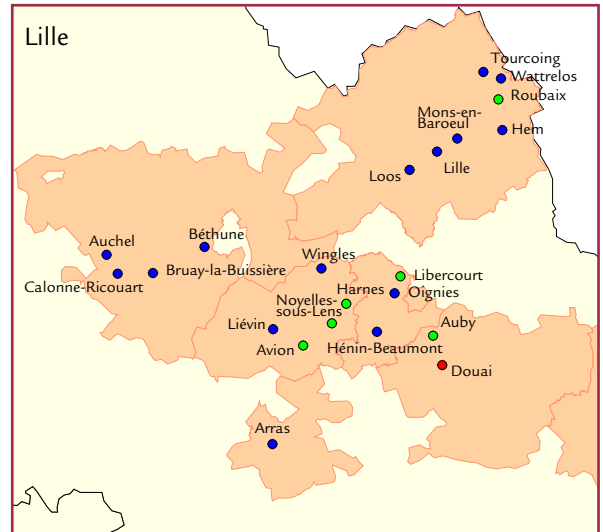 Lille
Tourcoing
Wattrelos
Roubaix
Mons-en-
Baroeul
Hem
Lille
Loos
Béthune
Auchel
Bruay-la-Buissière
Calonne-Ricouart
Wingles
Libercourt
Harnes
Oignies
Noyelles-
sous-Lens
Liévin
Auby
Avion
Hénin-Beaumont
Douai
Arras